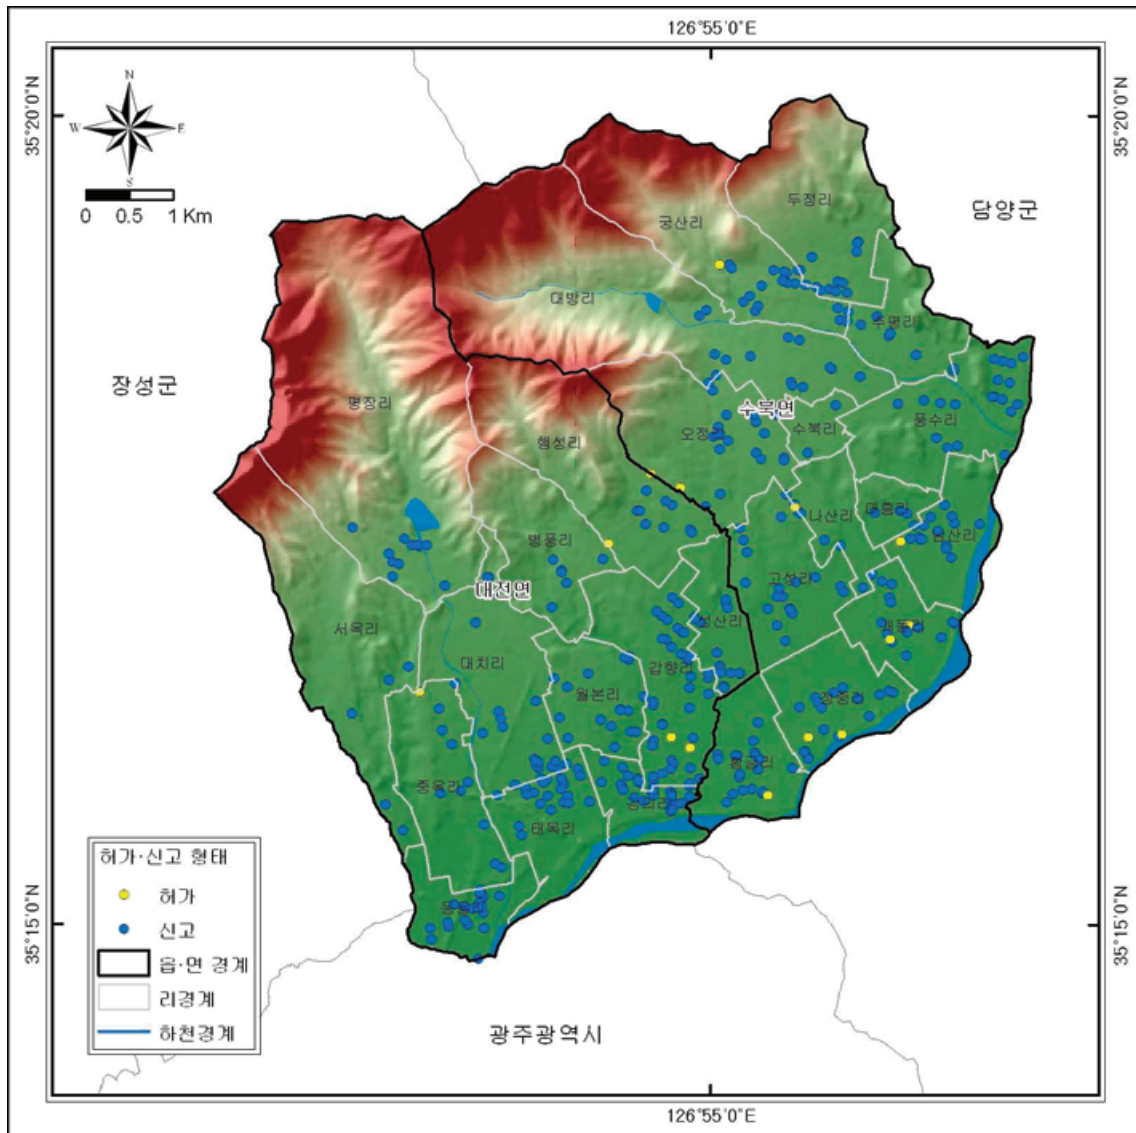 126°55'0"E
35°20'0"N
35°20'0"N
N
W
E
S
0 0.5 1 Km
두정리
담양군
궁산리
대방리
주평리
장성군
평장리
수북면
풍수리
오정리
수북리
행성리
대흥리
나산리
병풍리
고성리
대전면
서옥리
성산리
대치리
갑향리
월본리
정중리
황금리
중옥리
태목리
허가·신고 형태
허가
신고
읍·면 경계
리경계
하천경계
35°15'0"N
35°15'0"N
광주광역시
126°55'0"E